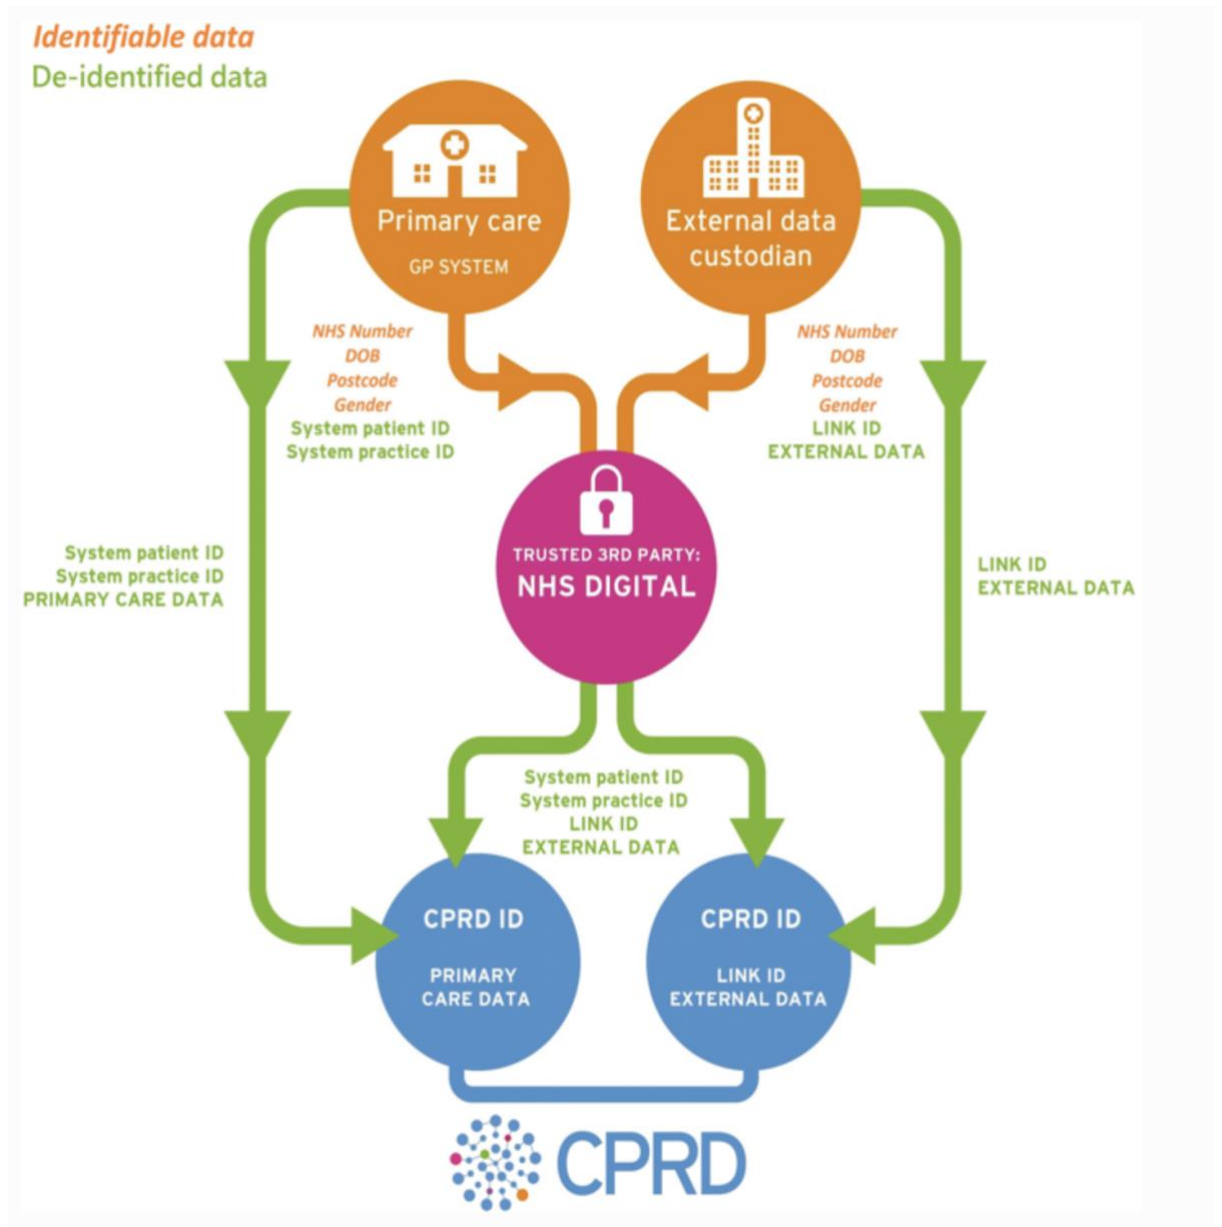 Identifiable data
De-identified data
Primary care
GP SYSTEM
External data
custodian
NHS Number
DOB
Postcode
Gender
System patient ID
System practice ID
NHS Number
DOB
Postcode
Gender
LINK ID
EXTERNAL DATA
TRUSTED 3RD PARTY:
NHS DIGITAL
System patient ID
System practice ID
PRIMARY CARE DATA
LINK ID
EXTERNAL DATA
System patient ID
System practice ID
LINK ID
EXTERNAL DATA
CPRD ID
PRIMARY
CARE DATA
CPRD ID
LINK ID
EXTERNAL DATA
CPRD